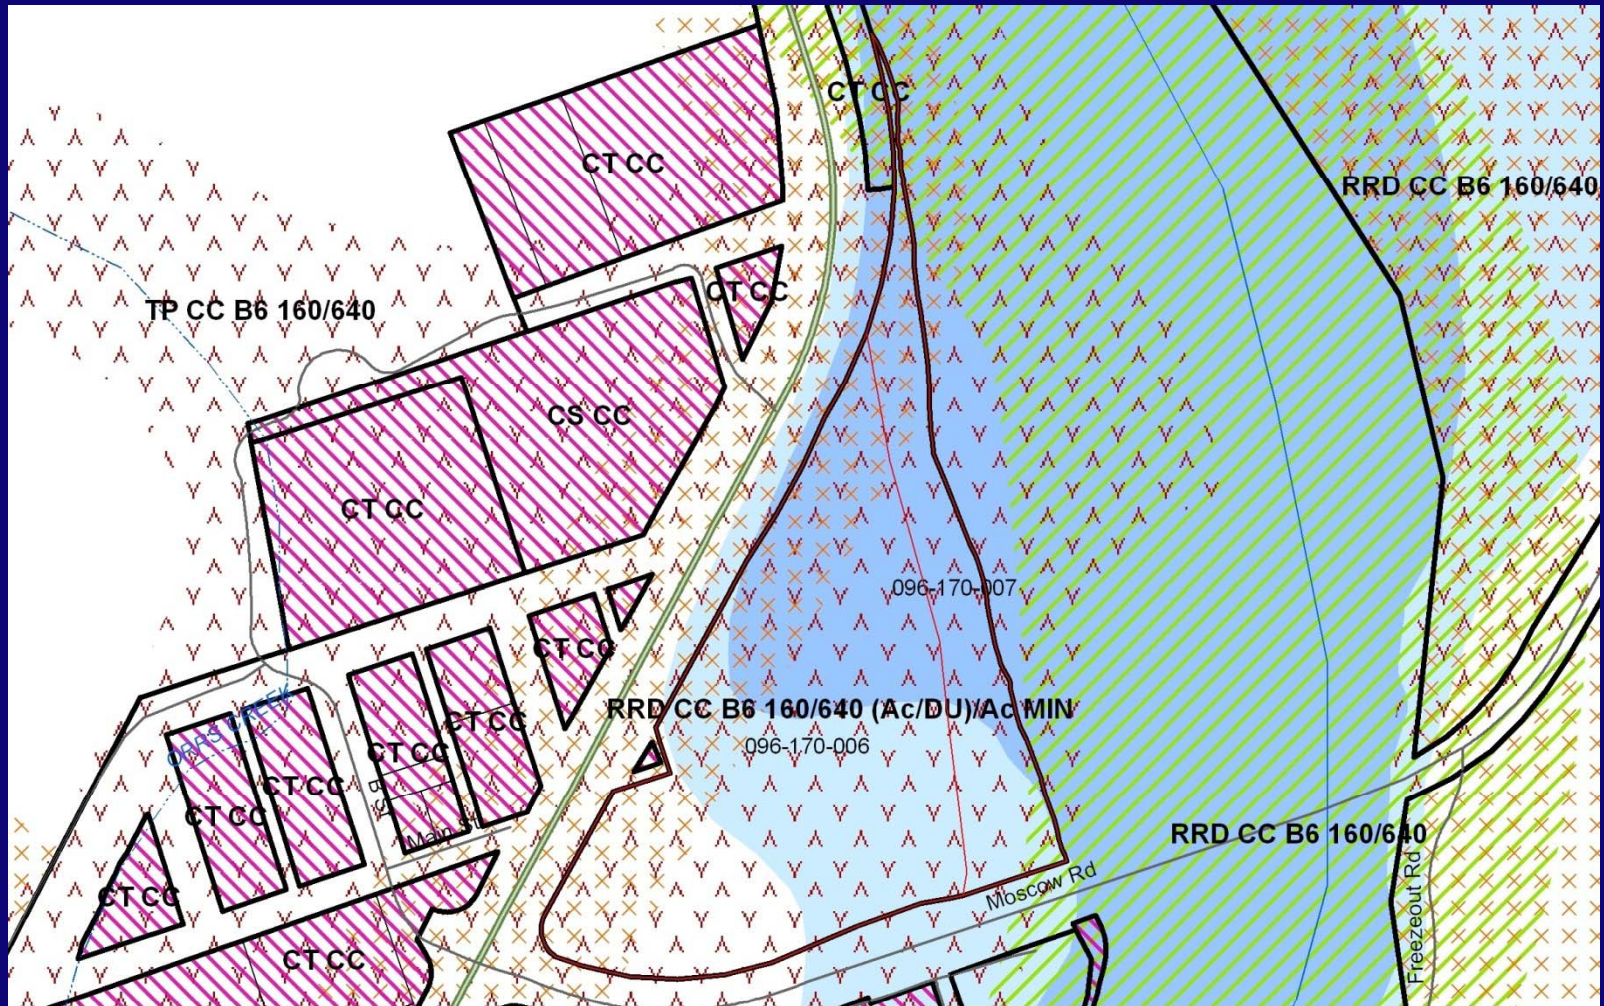 CT CC
CT CC
RRD CC B6 160/640
CT CC
TP CC B6 160/640
CS CC
CT CC
096-170-007
CT CC
ORRS CREEK
RRD CC B6 160/640 (Ac/DU)/Ac MIN
CT CC
096-170-006
CT CC
CT CC
B St
CT CC
Main St
RRD CC B6 160/640
CT CC
Moscow Rd
Freezeout Rd
CT CC